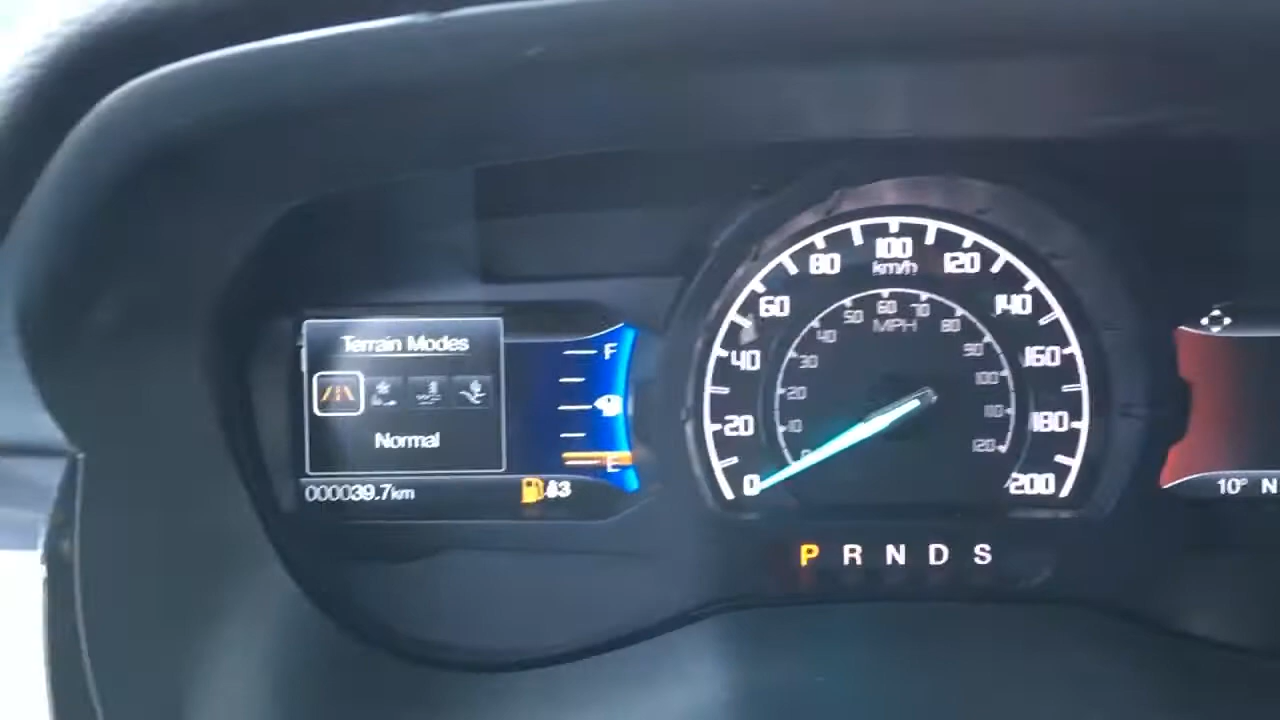 Terrain Modes
Normal
000039.7km
F
E
0
20
40
60
80
100
120
140
160
180
200
km/h
10
20
30
40
50
60
70
80
90
100
110
120
MPH
P R N D S
10° N